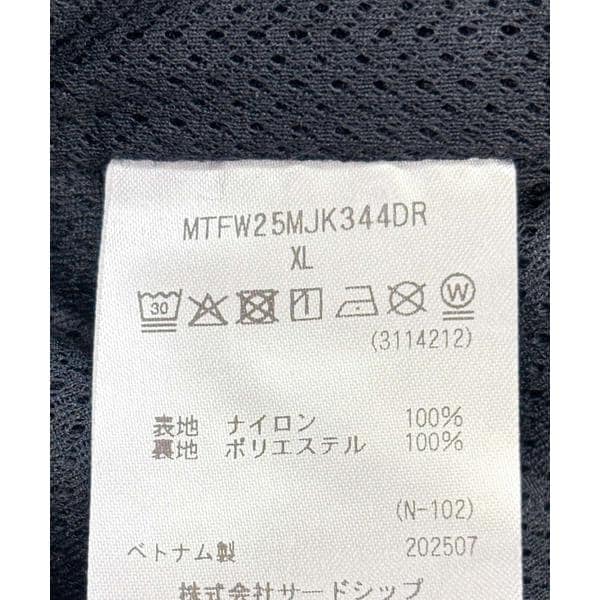 MTFW25MJK344DR
XL
30 W
(3114212)
表地 ナイロン 100%
裏地 ポリエステル 100%
(N-102)
ベトナム製 202507
株式会社サードシップ